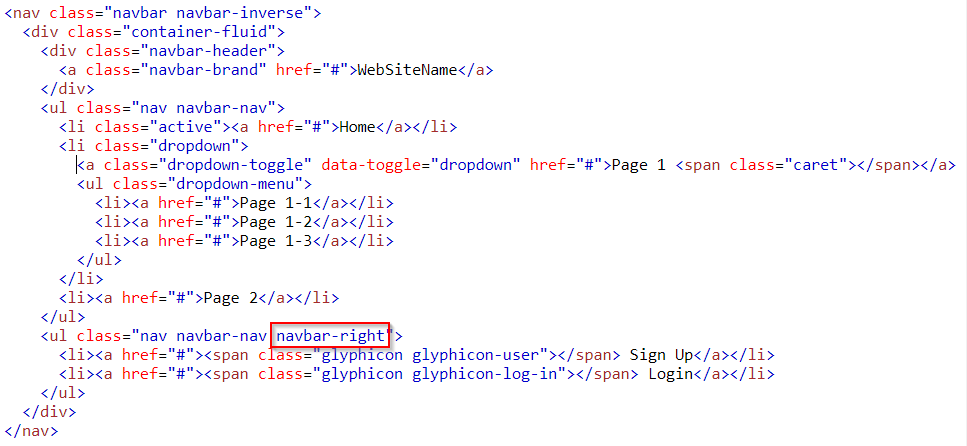 <nav class="navbar navbar-inverse">
<div class="container-fluid">
<div class="navbar-header">
<a class="navbar-brand" href="#">WebSiteName</a>
</div>
<ul class="nav navbar-nav">
<li class="active"><a href="#">Home</a></li>
<li class="dropdown">
<a class="dropdown-toggle" data-toggle="dropdown" href="#">Page 1 <span class="caret"></span></a>
<ul class="dropdown-menu">
<li><a href="#">Page 1-1</a></li>
<li><a href="#">Page 1-2</a></li>
<li><a href="#">Page 1-3</a></li>
</ul>
</li>
<li><a href="#">Page 2</a></li>
</ul>
<ul class="nav navbar-nav navbar-right">
<li><a href="#"><span class="glyphicon glyphicon-user"></span> Sign Up</a></li>
<li><a href="#"><span class="glyphicon glyphicon-log-in"></span> Login</a></li>
</ul>
</div>
</nav>